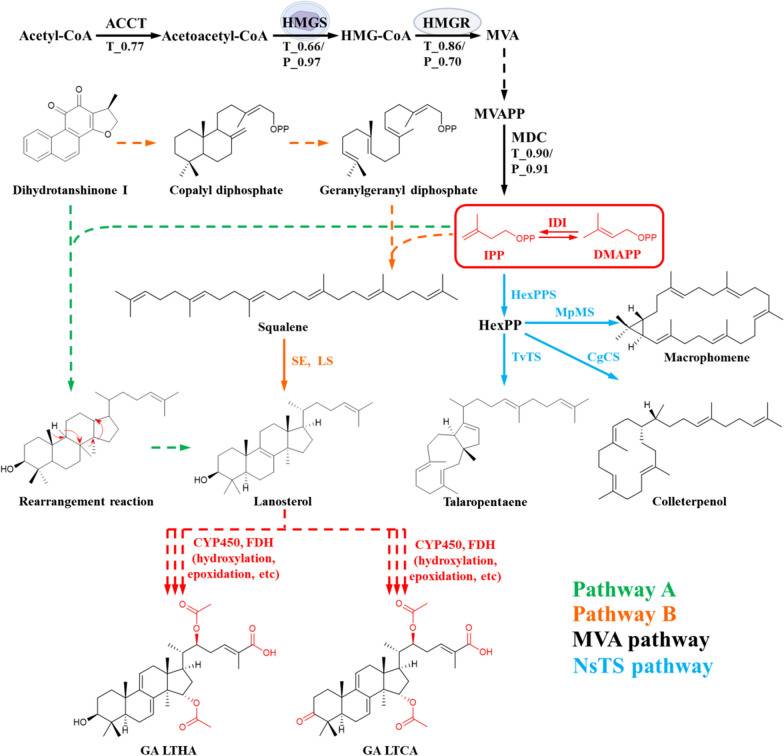 ACCT
HMGS
HMGR
Acetyl-CoA
Acetoacetyl-CoA
HMG-CoA
MVA
T_0.77
T_0.66/
P_0.97
T_0.86/
P_0.70
MVAPP
MDC
T_0.90/
P_0.91
O
O
O
OPP
OPP
Dihydrotanshinone I
Copalyl diphosphate
Geranylgeranyl diphosphate
IDI
OPP
OPP
IPP
DMAPP
Squalene
HexPPS
HexPP
MpMS
H
H
Macrophomene
SE, LS
TvTS
CgCS
H
HO
HO
H
H
H
Rearrangement reaction
Lanosterol
Talaropentaene
Colleterpenol
CYP450, FDH
(hydroxylation,
epoxidation, etc)
CYP450, FDH
(hydroxylation,
epoxidation, etc)
Pathway A
Pathway B
MVA pathway
NsTS pathway
O
O
O
OH
H
O
O
HO
H
O
O
O
OH
H
O
O
O
H
GA LTHA
GA LTCA